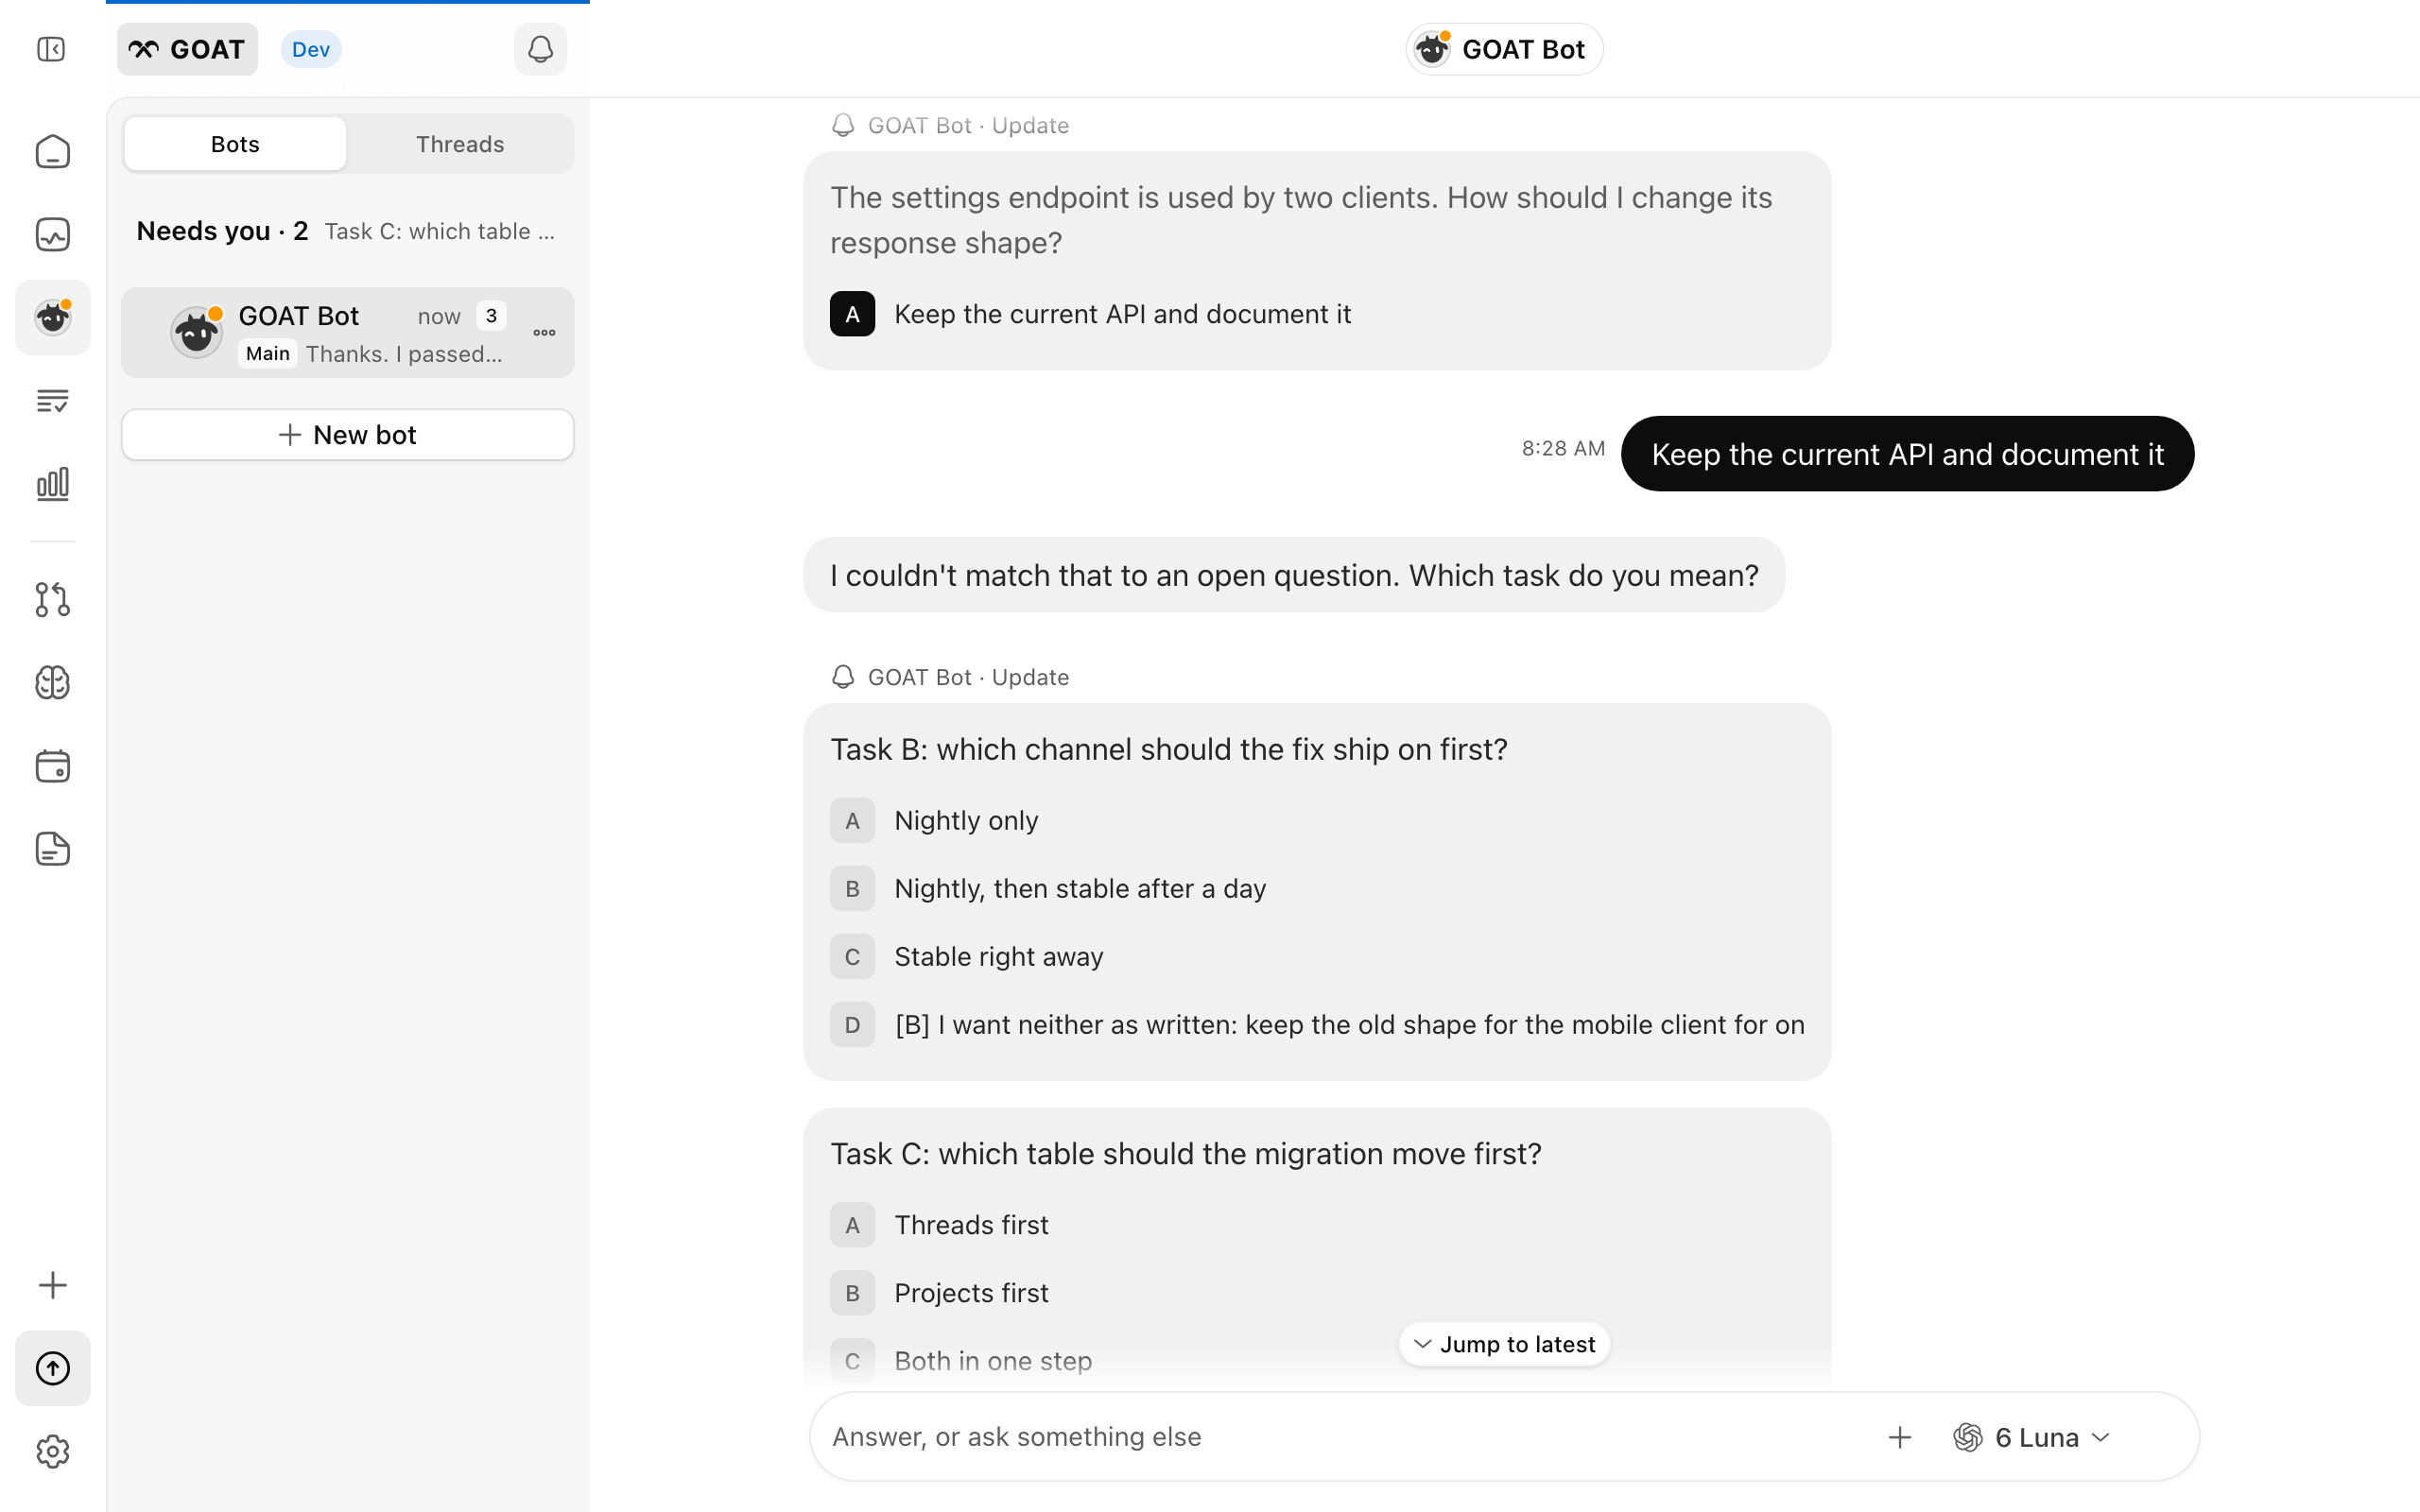 GOAT
Dev
GOAT Bot
Bots
Threads
Needs you · 2 Task C: which table ...
GOAT Bot now 3
Main Thanks. I passed...
New bot
GOAT Bot · Update
The settings endpoint is used by two clients. How should I change its
response shape?
A Keep the current API and document it
8:28 AM Keep the current API and document it
I couldn't match that to an open question. Which task do you mean?
GOAT Bot · Update
Task B: which channel should the fix ship on first?
A Nightly only
B Nightly, then stable after a day
C Stable right away
D [B] I want neither as written: keep the old shape for the mobile client for on
Task C: which table should the migration move first?
A Threads first
B Projects first
C Both in one step
Jump to latest
Answer, or ask something else
6 Luna